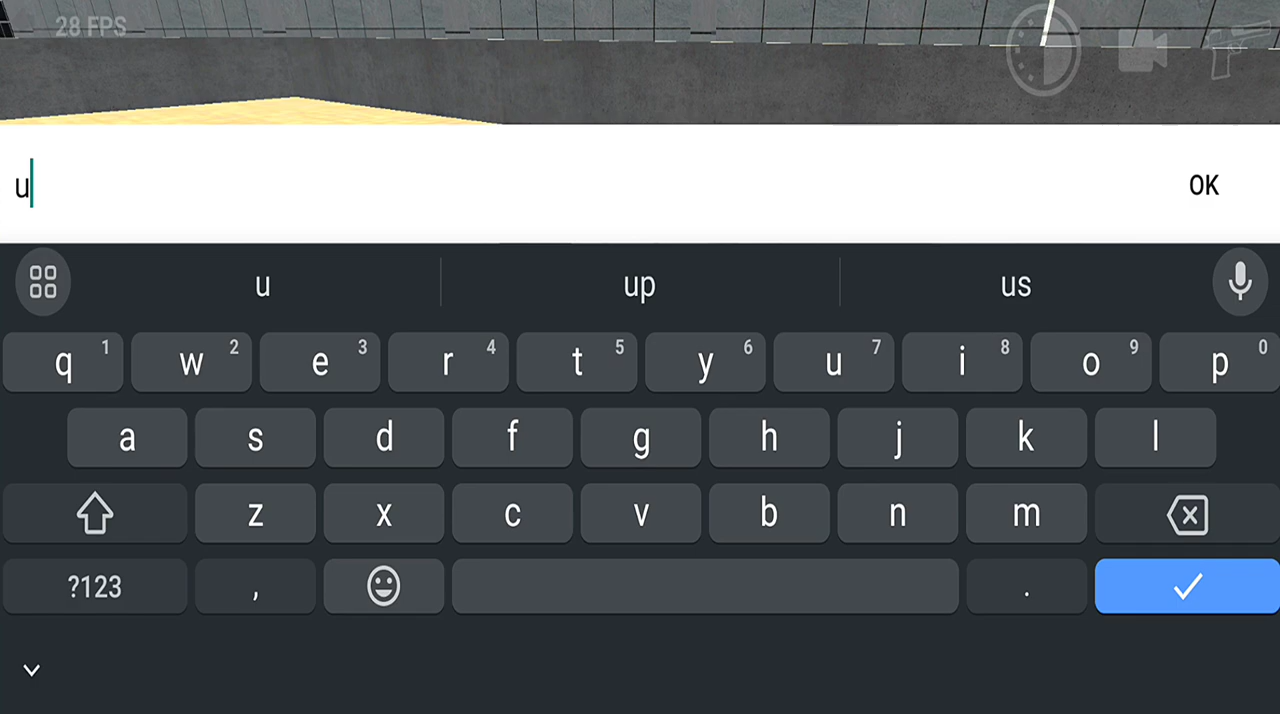 28 FPS
u OK
u up us
q 1 w 2 e 3 r 4 t 5 y 6 u 7 i 8 o 9 p 0
a s d f g h j k l
z x c v b n m
?123 , .